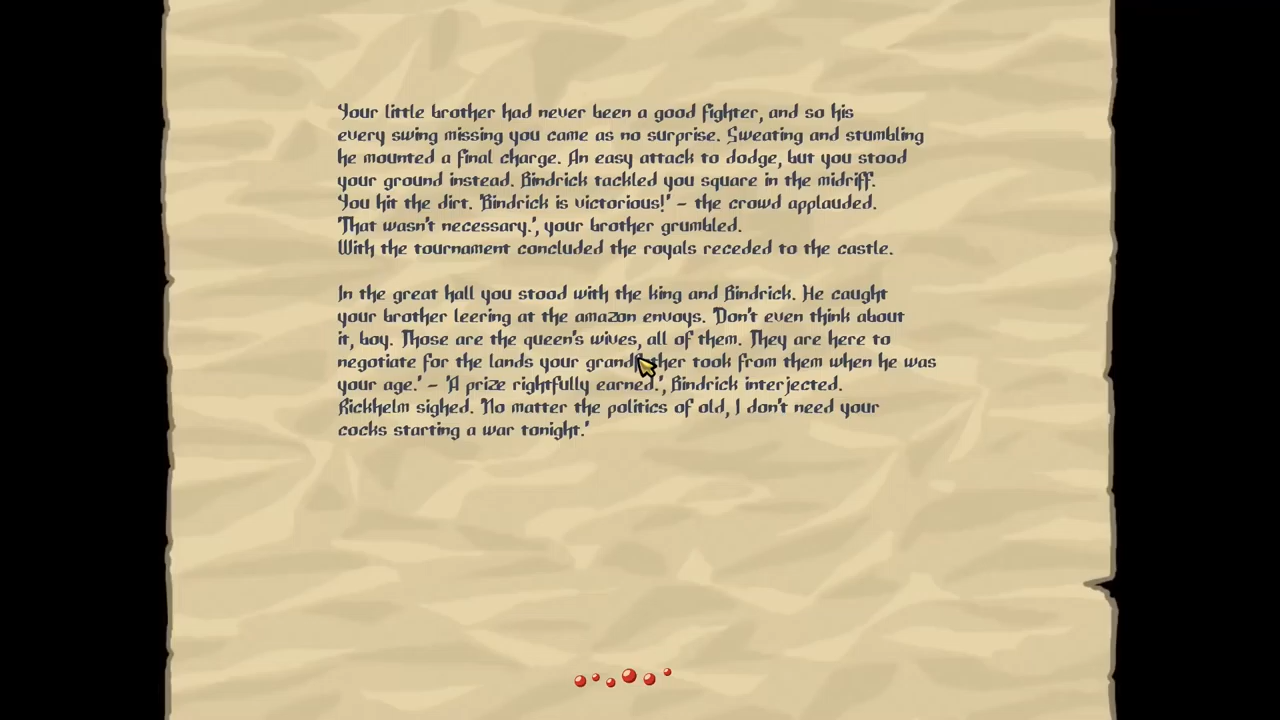 Your little brother had never been a good fighter, and so his
every swing missing you came as no surprise. Sweating and stumbling
he mounted a final charge. An easy attack to dodge, but you stood
your ground instead. Bindrick tackled you square in the midriff.
You hit the dirt. 'Bindrick is victorious!' - the crowd applauded.
'That wasn't necessary.', your brother grumbled.
With the tournament concluded the royals receded to the castle.
In the great hall you stood with the king and Bindrick. He caught
your brother leering at the amazon envoys. 'Don't even think about
it, boy. Those are the queen's wives, all of them. They are here to
negotiate for the lands your grandfather took from them when he was
your age.' - 'A prize rightfully earned.', Bindrick interjected.
Rickhelm sighed. 'No matter the politics of old, I don't need your
cocks starting a war tonight.'